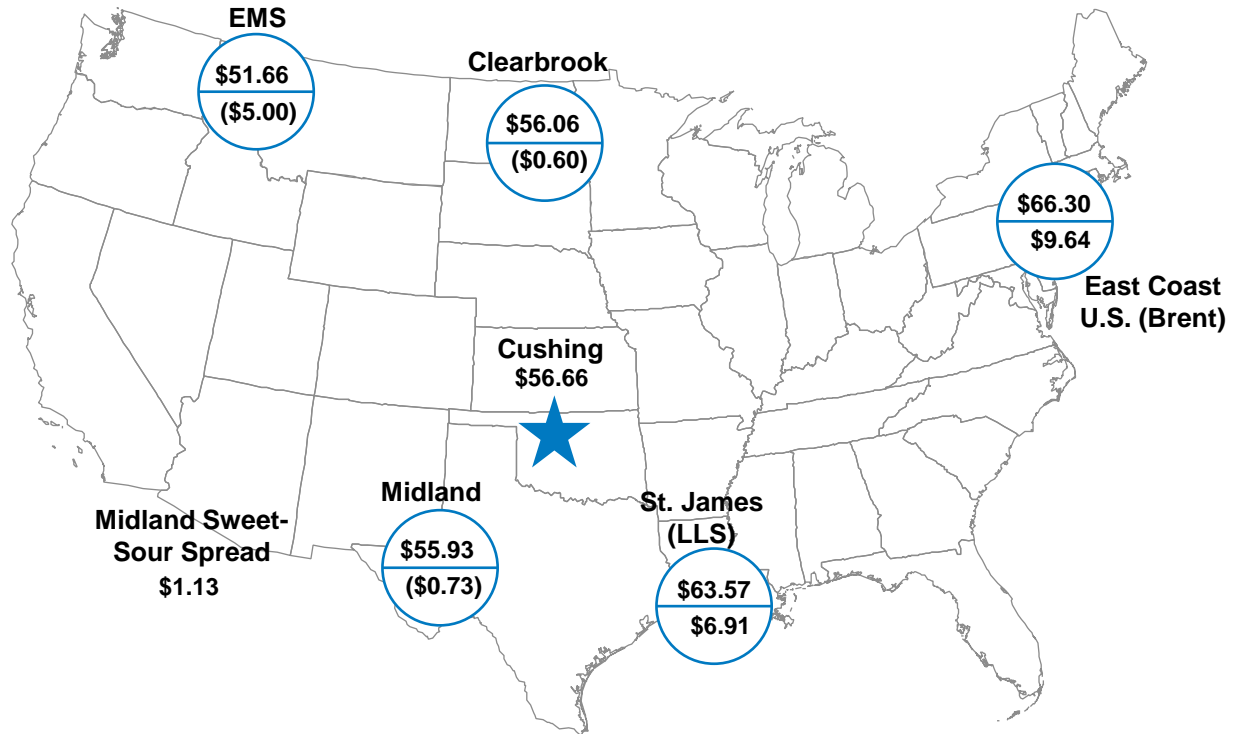 EMS
$51.66
($5.00)
Clearbrook
$56.06
($0.60)
$66.30
$9.64
East Coast
U.S. (Brent)
Cushing
$56.66
Midland
$55.93
($0.73)
Midland Sweet-
Sour Spread
$1.13
St. James
(LLS)
$63.57
$6.91